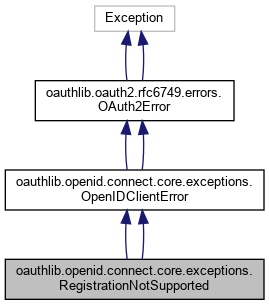 Exception
oauthlib.oauth2.rfc6749.errors.
OAuth2Error
oauthlib.openid.connect.core.exceptions.
OpenIDClientError
oauthlib.openid.connect.core.exceptions.
RegistrationNotSupported